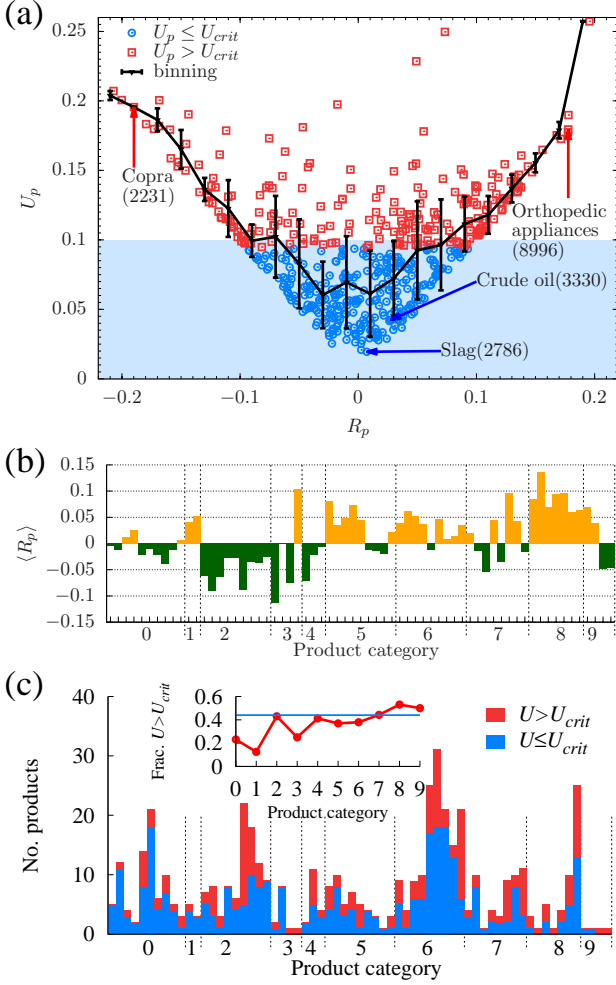 (a)
U_p ≤ U_crit
U_p > U_crit
binning
0.25
0.2
0.15
0.1
0.05
0
U_p
Copra
(2231)
Orthopedic
appliances
(8996)
Crude oil(3330)
Slag(2786)
−0.2 −0.1 0 0.1 0.2
R_p
(b)
0.15
0.1
0.05
0
−0.05
−0.1
−0.15
⟨R_p⟩
0 1 2 3 4 5 6 7 8 9
Product category
(c)
40
30
20
10
0
No. products
0.6
0.4
0.2
0
Frac. U>U_crit
0 1 2 3 4 5 6 7 8 9
Product category
U>U_crit
U≤U_crit
0 1 2 3 4 5 6 7 8 9
Product category